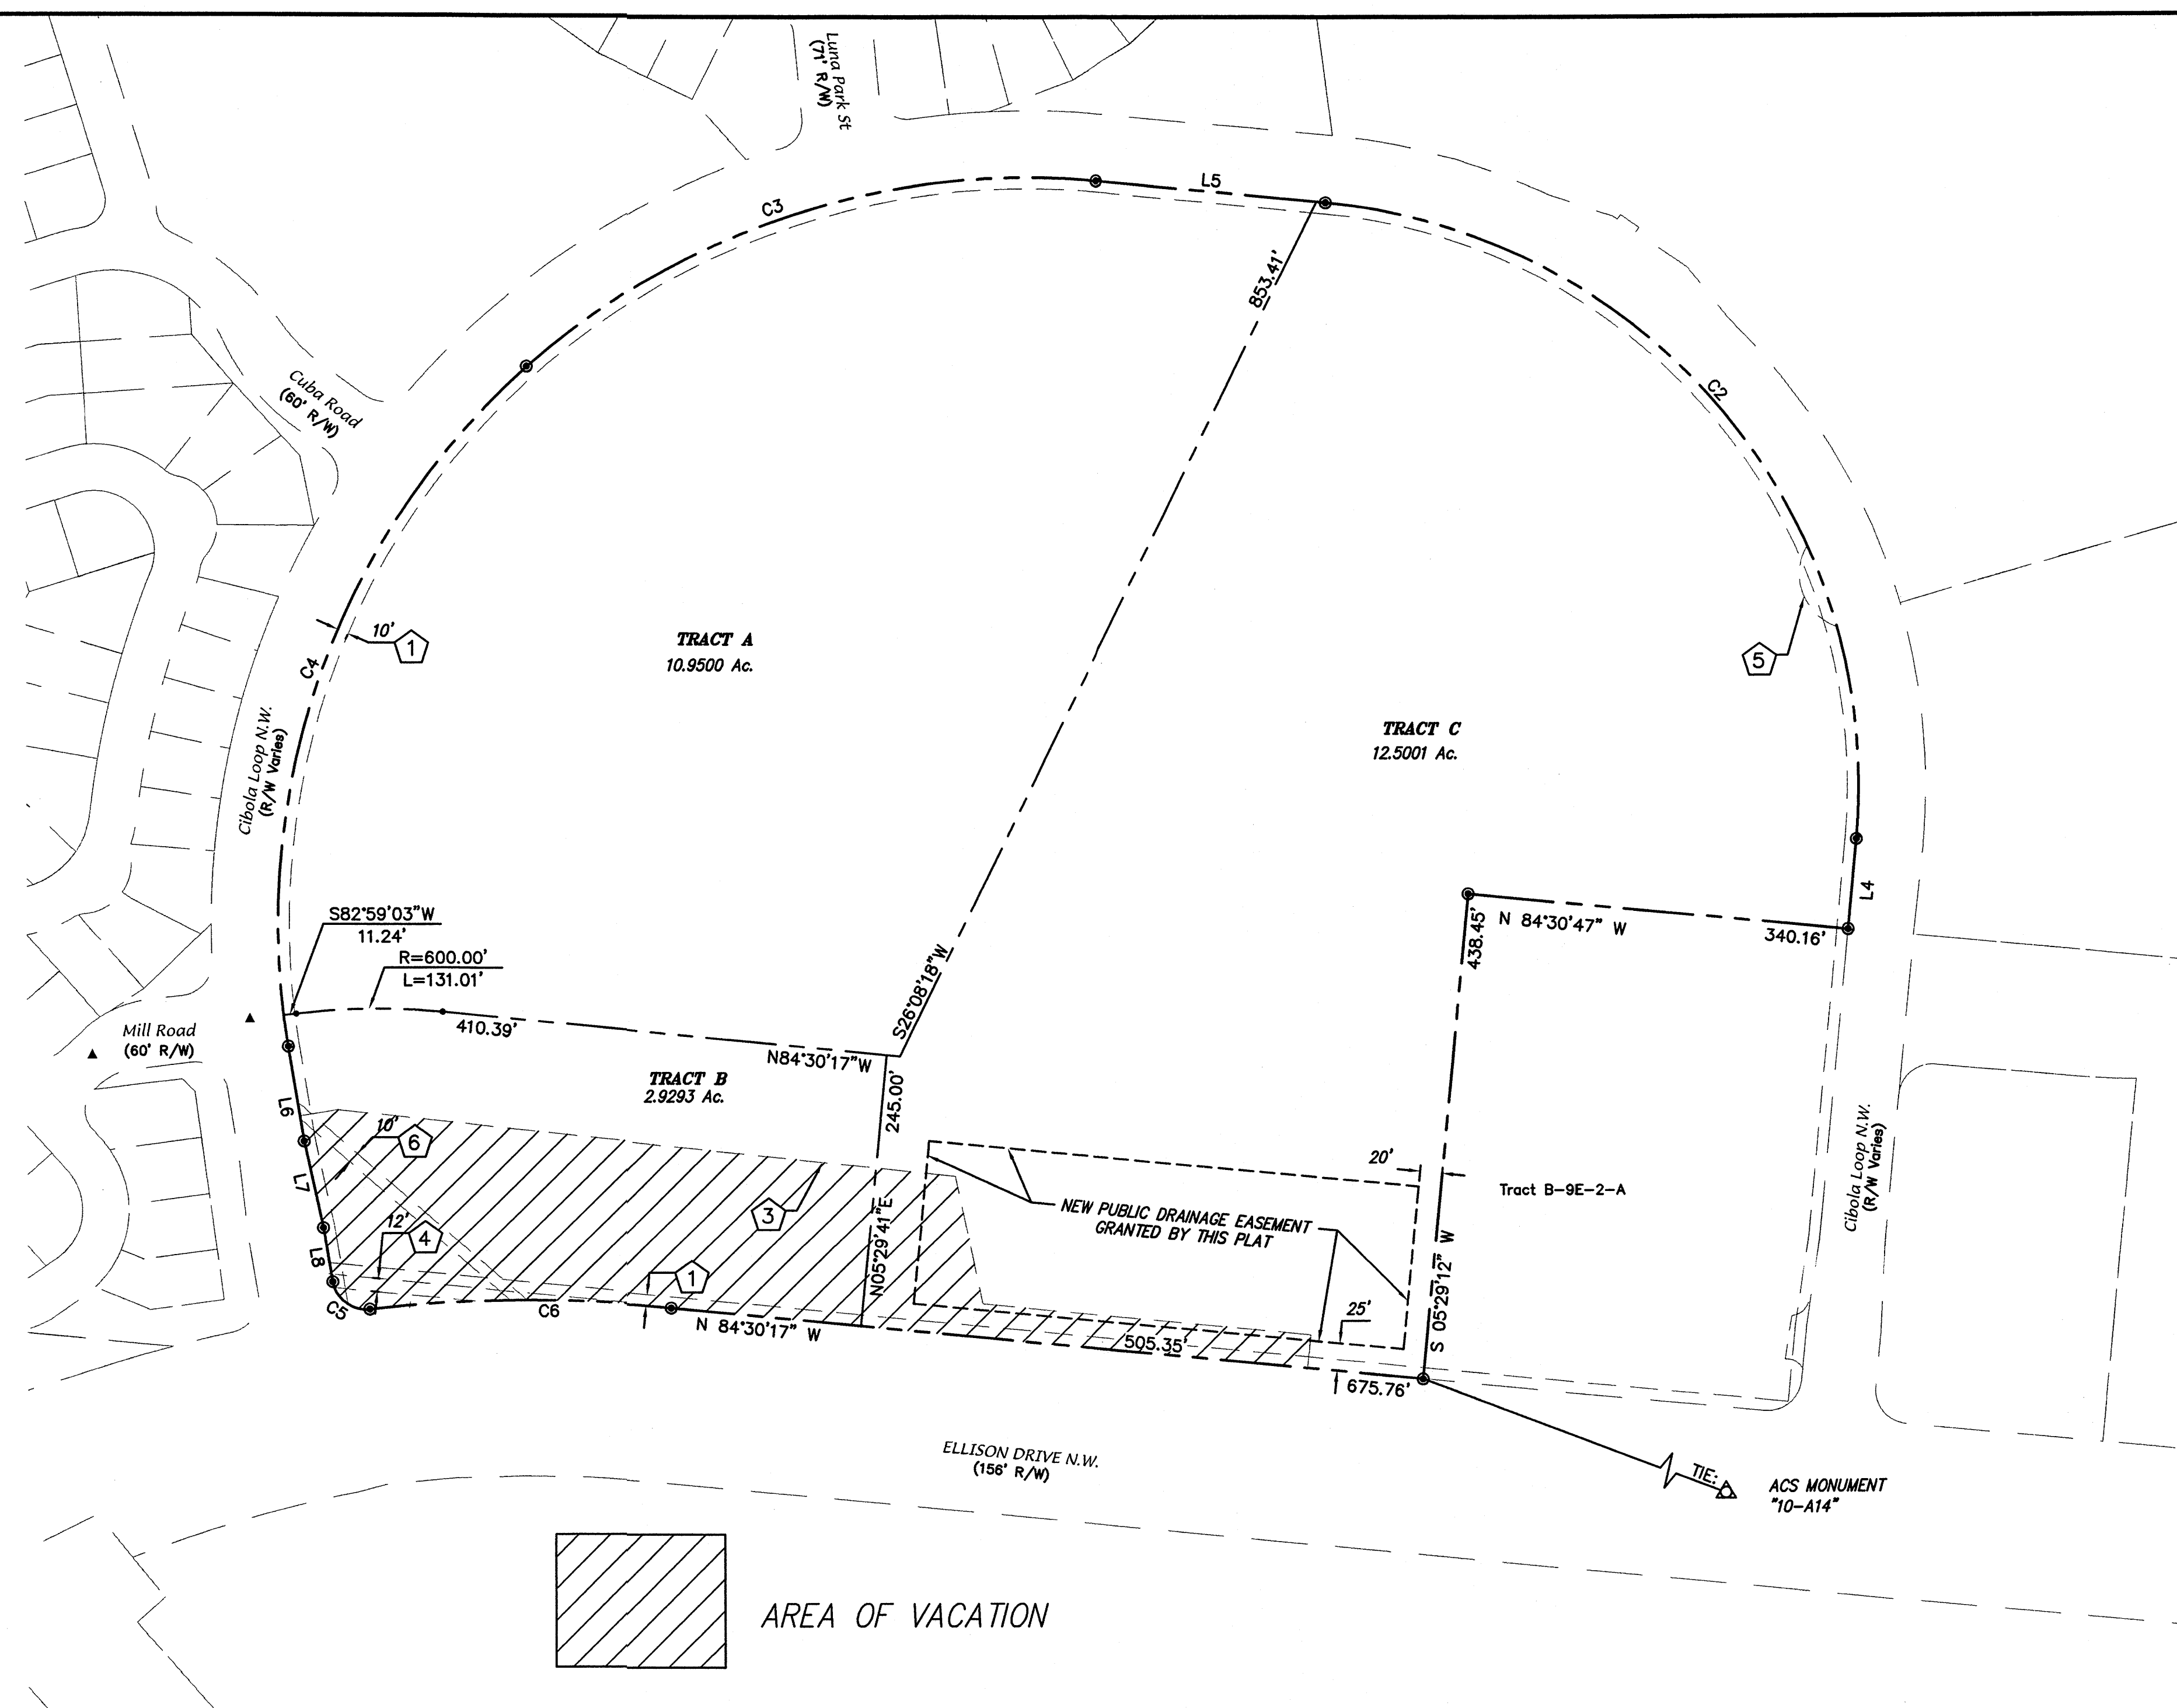 Luna Park St
(71' R/W)
L5
C3
853.41'
C2
Cuba Road
(60' R/W)
10'
1
TRACT A
10.9500 Ac.
5
C4
TRACT C
12.5001 Ac.
Cibola Loop N.W.
(R/W Varies)
L4
S82°59'03"W
11.24'
R=600.00'
L=131.01'
438.45'
N 84°30'47" W
340.16'
S26°08'18"W
Mill Road
(60' R/W)
410.39'
N84°30'17"W
TRACT B
2.9293 Ac.
245.00'
L6
10'
6
20'
Tract B-9E-2-A
Cibola Loop N.W.
(R/W Varies)
L7
12'
4
3
N05°29'41"E
NEW PUBLIC DRAINAGE EASEMENT
GRANTED BY THIS PLAT
S 05°29'12" W
L8
1
C5
C6
N 84°30'17" W
25'
505.35'
675.76'
ELLISON DRIVE N.W.
(156' R/W)
TIE:
ACS MONUMENT
"10-A14"
AREA OF VACATION